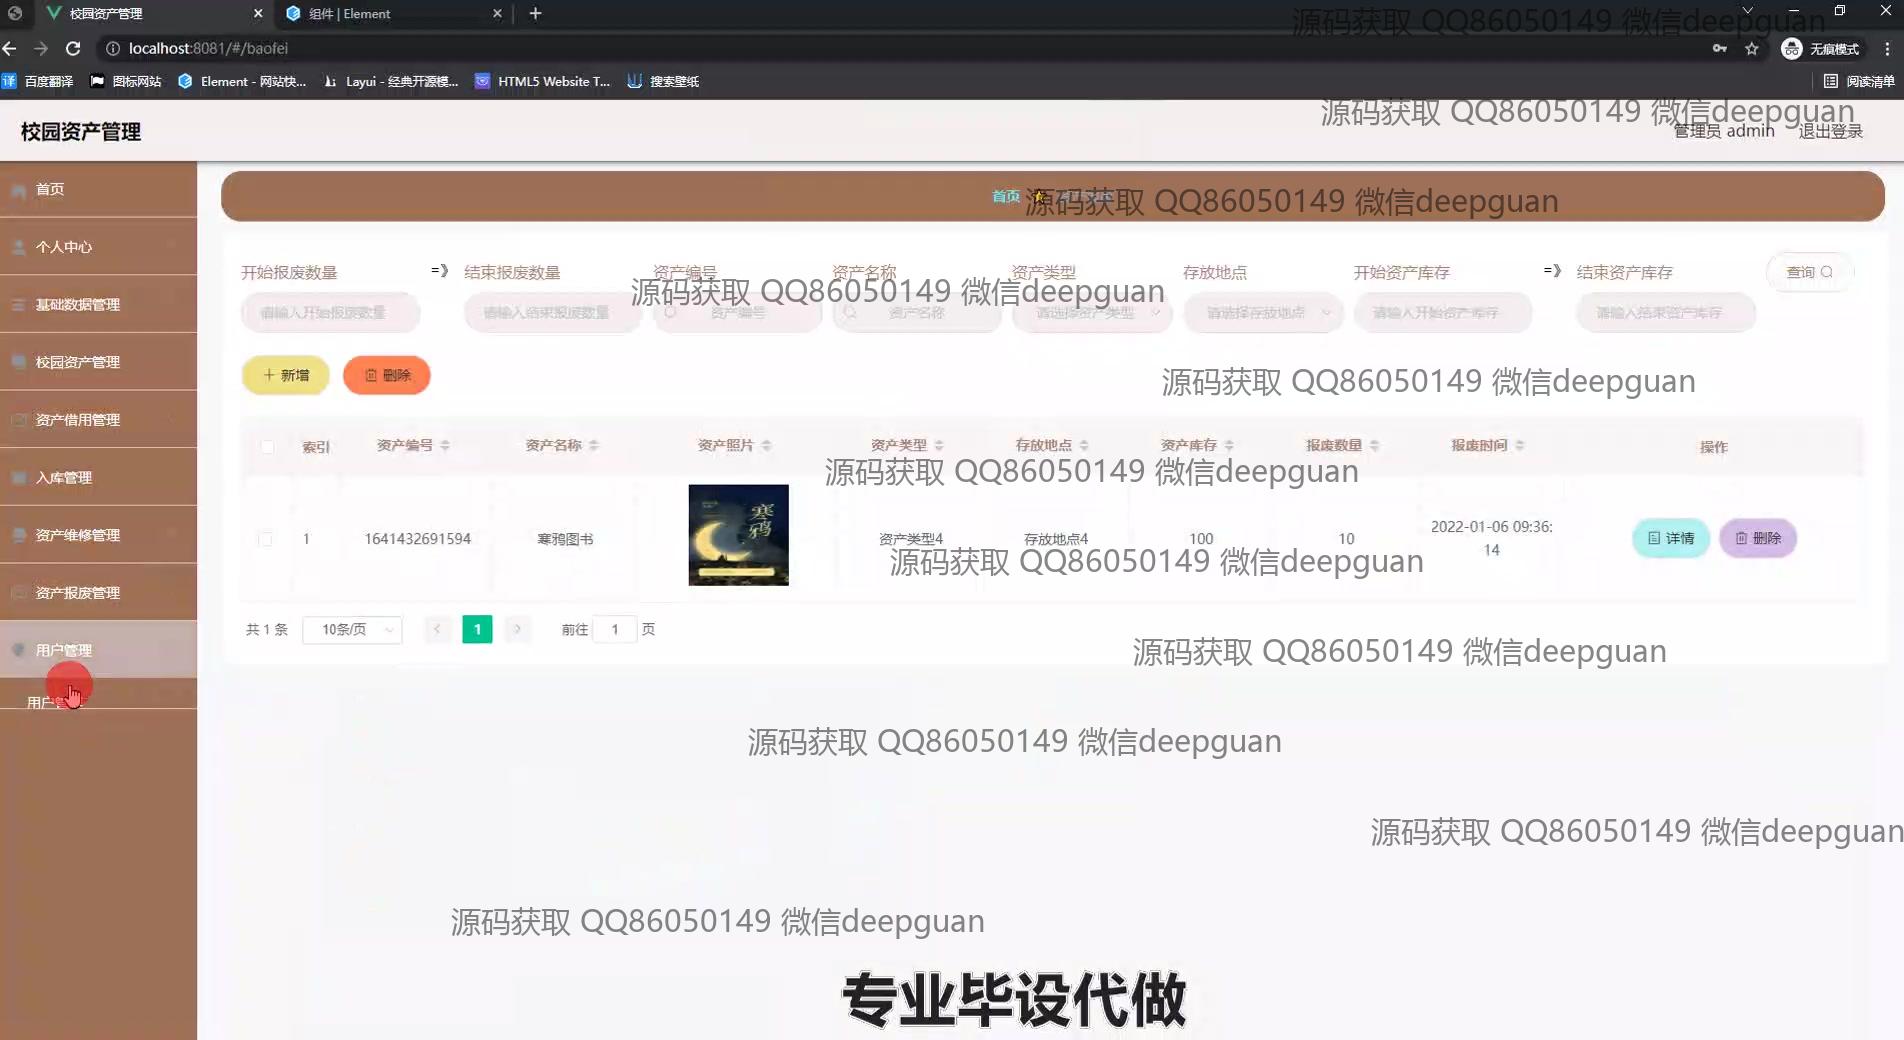 校园资产管理 组件 | Element
localhost:8081/#/baofei 无痕模式
百度翻译 图标网站 Element - 网站快... Layui - 经典开源模... HTML5 Website T... 搜索壁纸 阅读清单
源码获取 QQ86050149 微信deepguan
源码获取 QQ86050149 微信deepguan
校园资产管理 管理员 admin 退出登录
首页
源码获取 QQ86050149 微信deepguan
首页
个人中心
基础数据管理
校园资产管理
资产借用管理
入库管理
资产维修管理
资产报废管理
用户管理
用户管
开始报废数量 =》 结束报废数量 资产编号 资产名称 资产类型 存放地点 开始资产库存 =》 结束资产库存 查询
源码获取 QQ86050149 微信deepguan
请输入开始报废数量 请输入结束报废数量 资产编号 资产名称 请选择资产类型 请选择存放地点 请输入开始资产库存 请输入结束资产库存
新增 删除
源码获取 QQ86050149 微信deepguan
索引 资产编号 资产名称 资产照片 资产类型 存放地点 资产库存 报废数量 报废时间 操作
源码获取 QQ86050149 微信deepguan
1 1641432691594 寒鸦图书 寒鸦 资产类型4 存放地点4 100 10 2022-01-06 09:36:
14 详情 删除
源码获取 QQ86050149 微信deepguan
共 1 条 10条/页 1 前往 1 页
源码获取 QQ86050149 微信deepguan
源码获取 QQ86050149 微信deepguan
源码获取 QQ86050149 微信deepguan
源码获取 QQ86050149 微信deepguan
专业毕设代做